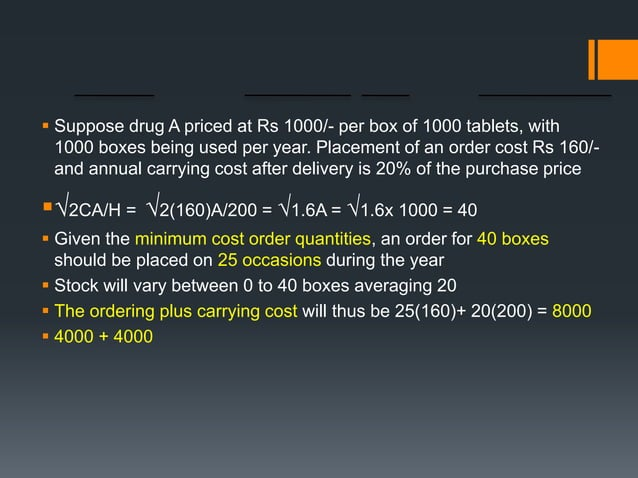 ▪ Suppose drug A priced at Rs 1000/- per box of 1000 tablets, with
1000 boxes being used per year. Placement of an order cost Rs 160/-
and annual carrying cost after delivery is 20% of the purchase price
▪ √2CA/H = √2(160)A/200 = √1.6A = √1.6x 1000 = 40
▪ Given the minimum cost order quantities, an order for 40 boxes
should be placed on 25 occasions during the year
▪ Stock will vary between 0 to 40 boxes averaging 20
▪ The ordering plus carrying cost will thus be 25(160)+ 20(200) = 8000
▪ 4000 + 4000